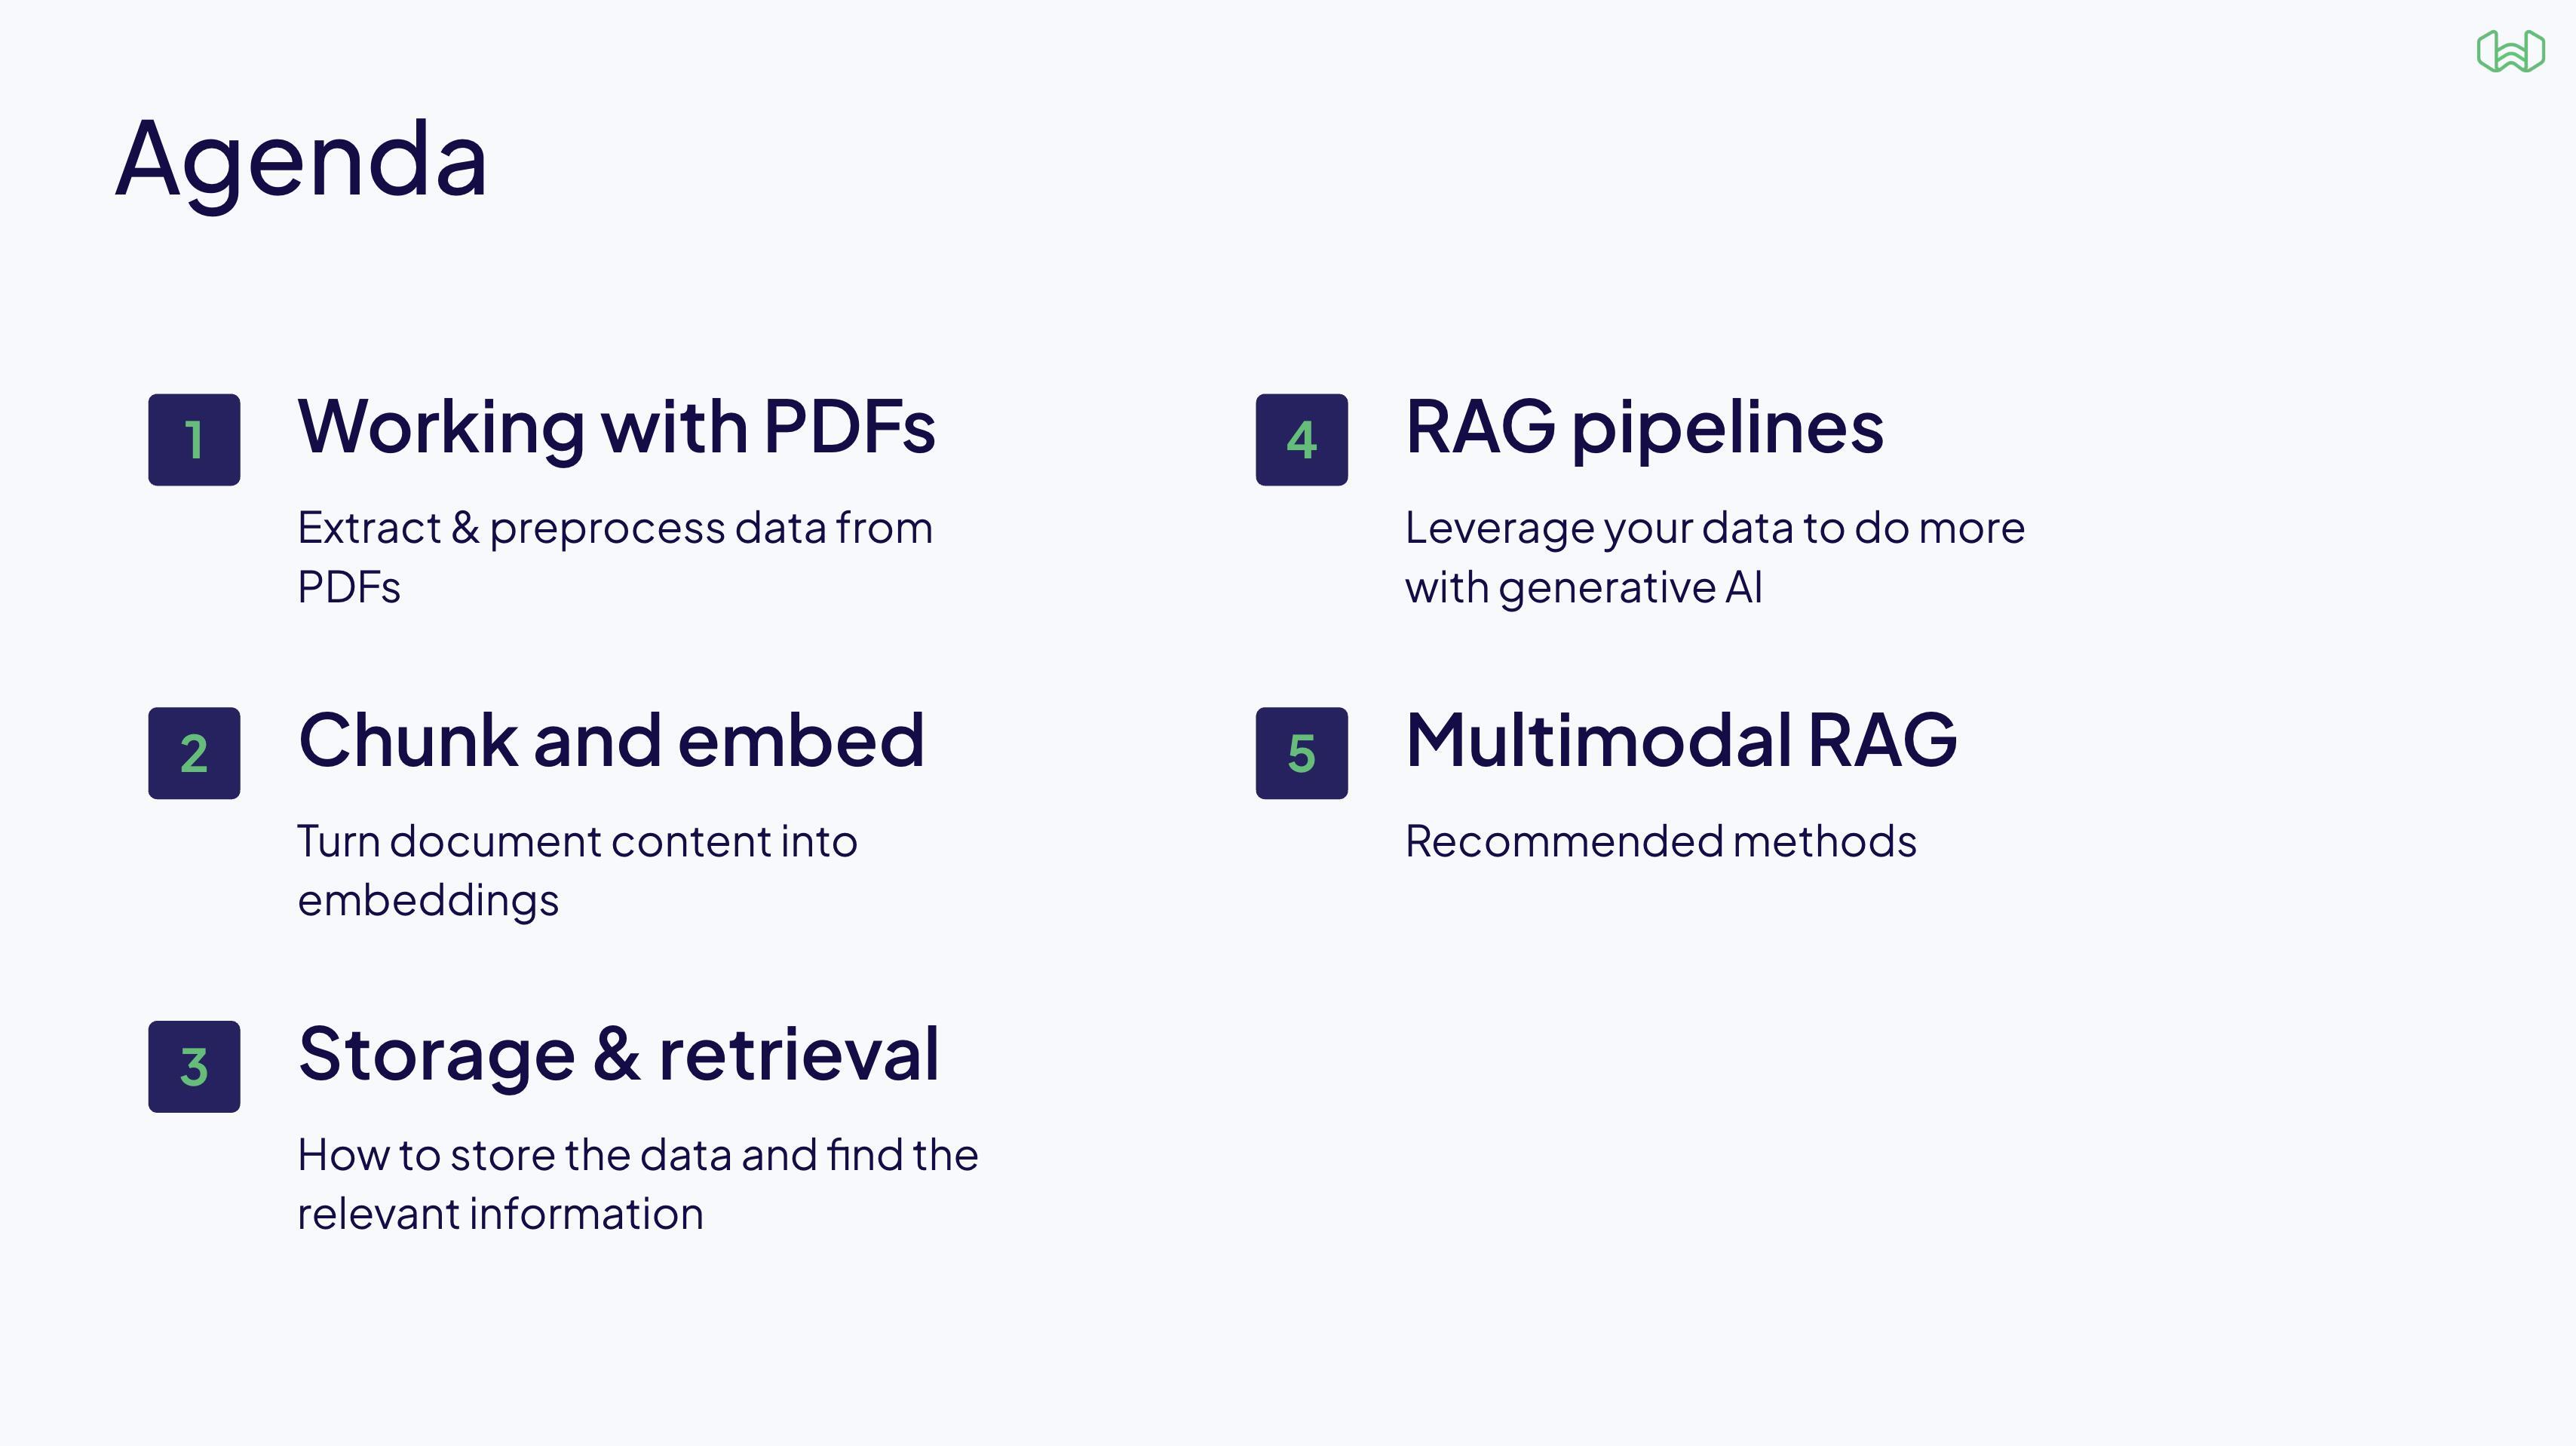 Agenda
1
Working with PDFs
Extract & preprocess data from
PDFs
2
Chunk and embed
Turn document content into
embeddings
3
Storage & retrieval
How to store the data and find the
relevant information
4
RAG pipelines
Leverage your data to do more
with generative AI
5
Multimodal RAG
Recommended methods